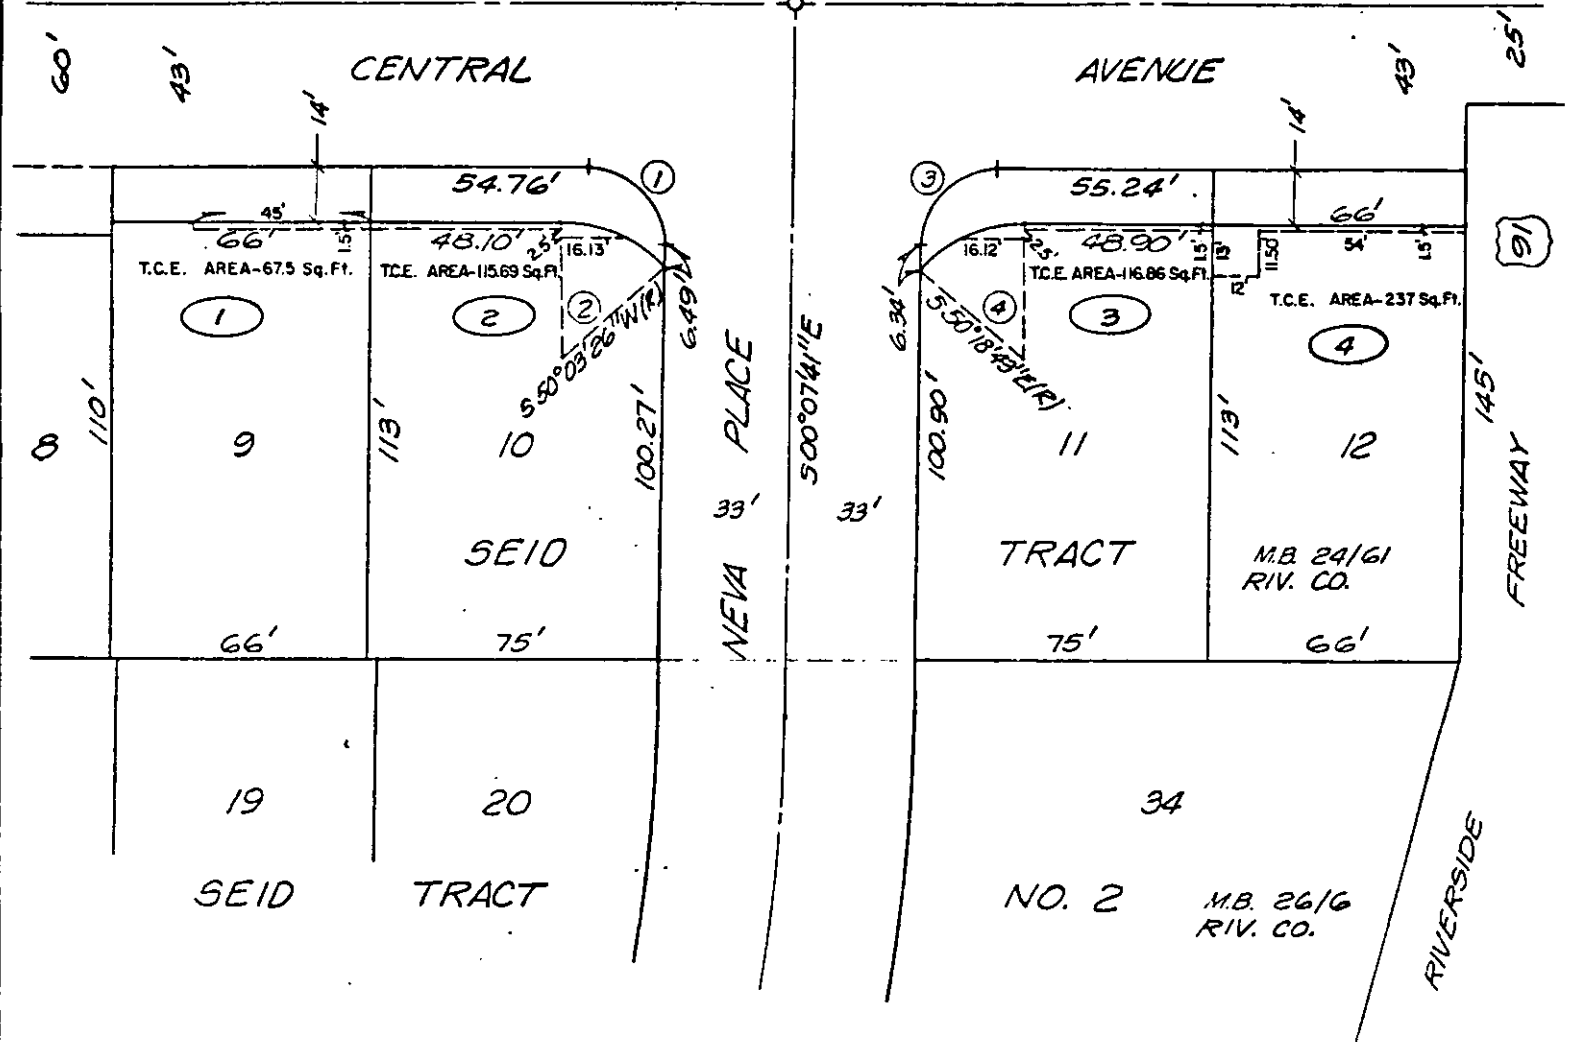 60'
43'
CENTRAL
AVENUE
43'
25'
14'
14'
54.76'
1
3
55.24'
66'
45'
66'
1.5'
48.10'
2.5'
16.13'
16.12'
2.5'
48.90'
1.5'
13'
11.50
54'
1.5'
91
T.C.E. AREA-67.5 Sq.Ft.
T.C.E. AREA-115.69 Sq.Ft.
T.C.E. AREA-116.86 Sq.Ft.
12'
T.C.E. AREA-237 Sq.Ft.
1
2
2
S 50°03'26"W(R)
6.49'
6.34'
4
S 50°18'49"E(R)
3
4
NEVA PLACE
S00°07'41"E
8
110'
9
113'
10
100.27'
100.90'
11
113'
12
145'
33'
33'
SEID
TRACT
M.B. 24/61
RIV. CO.
FREEWAY
66'
75'
75'
66'
19
20
34
SEID
TRACT
NO. 2
M.B. 26/6
RIV. CO.
RIVERSIDE